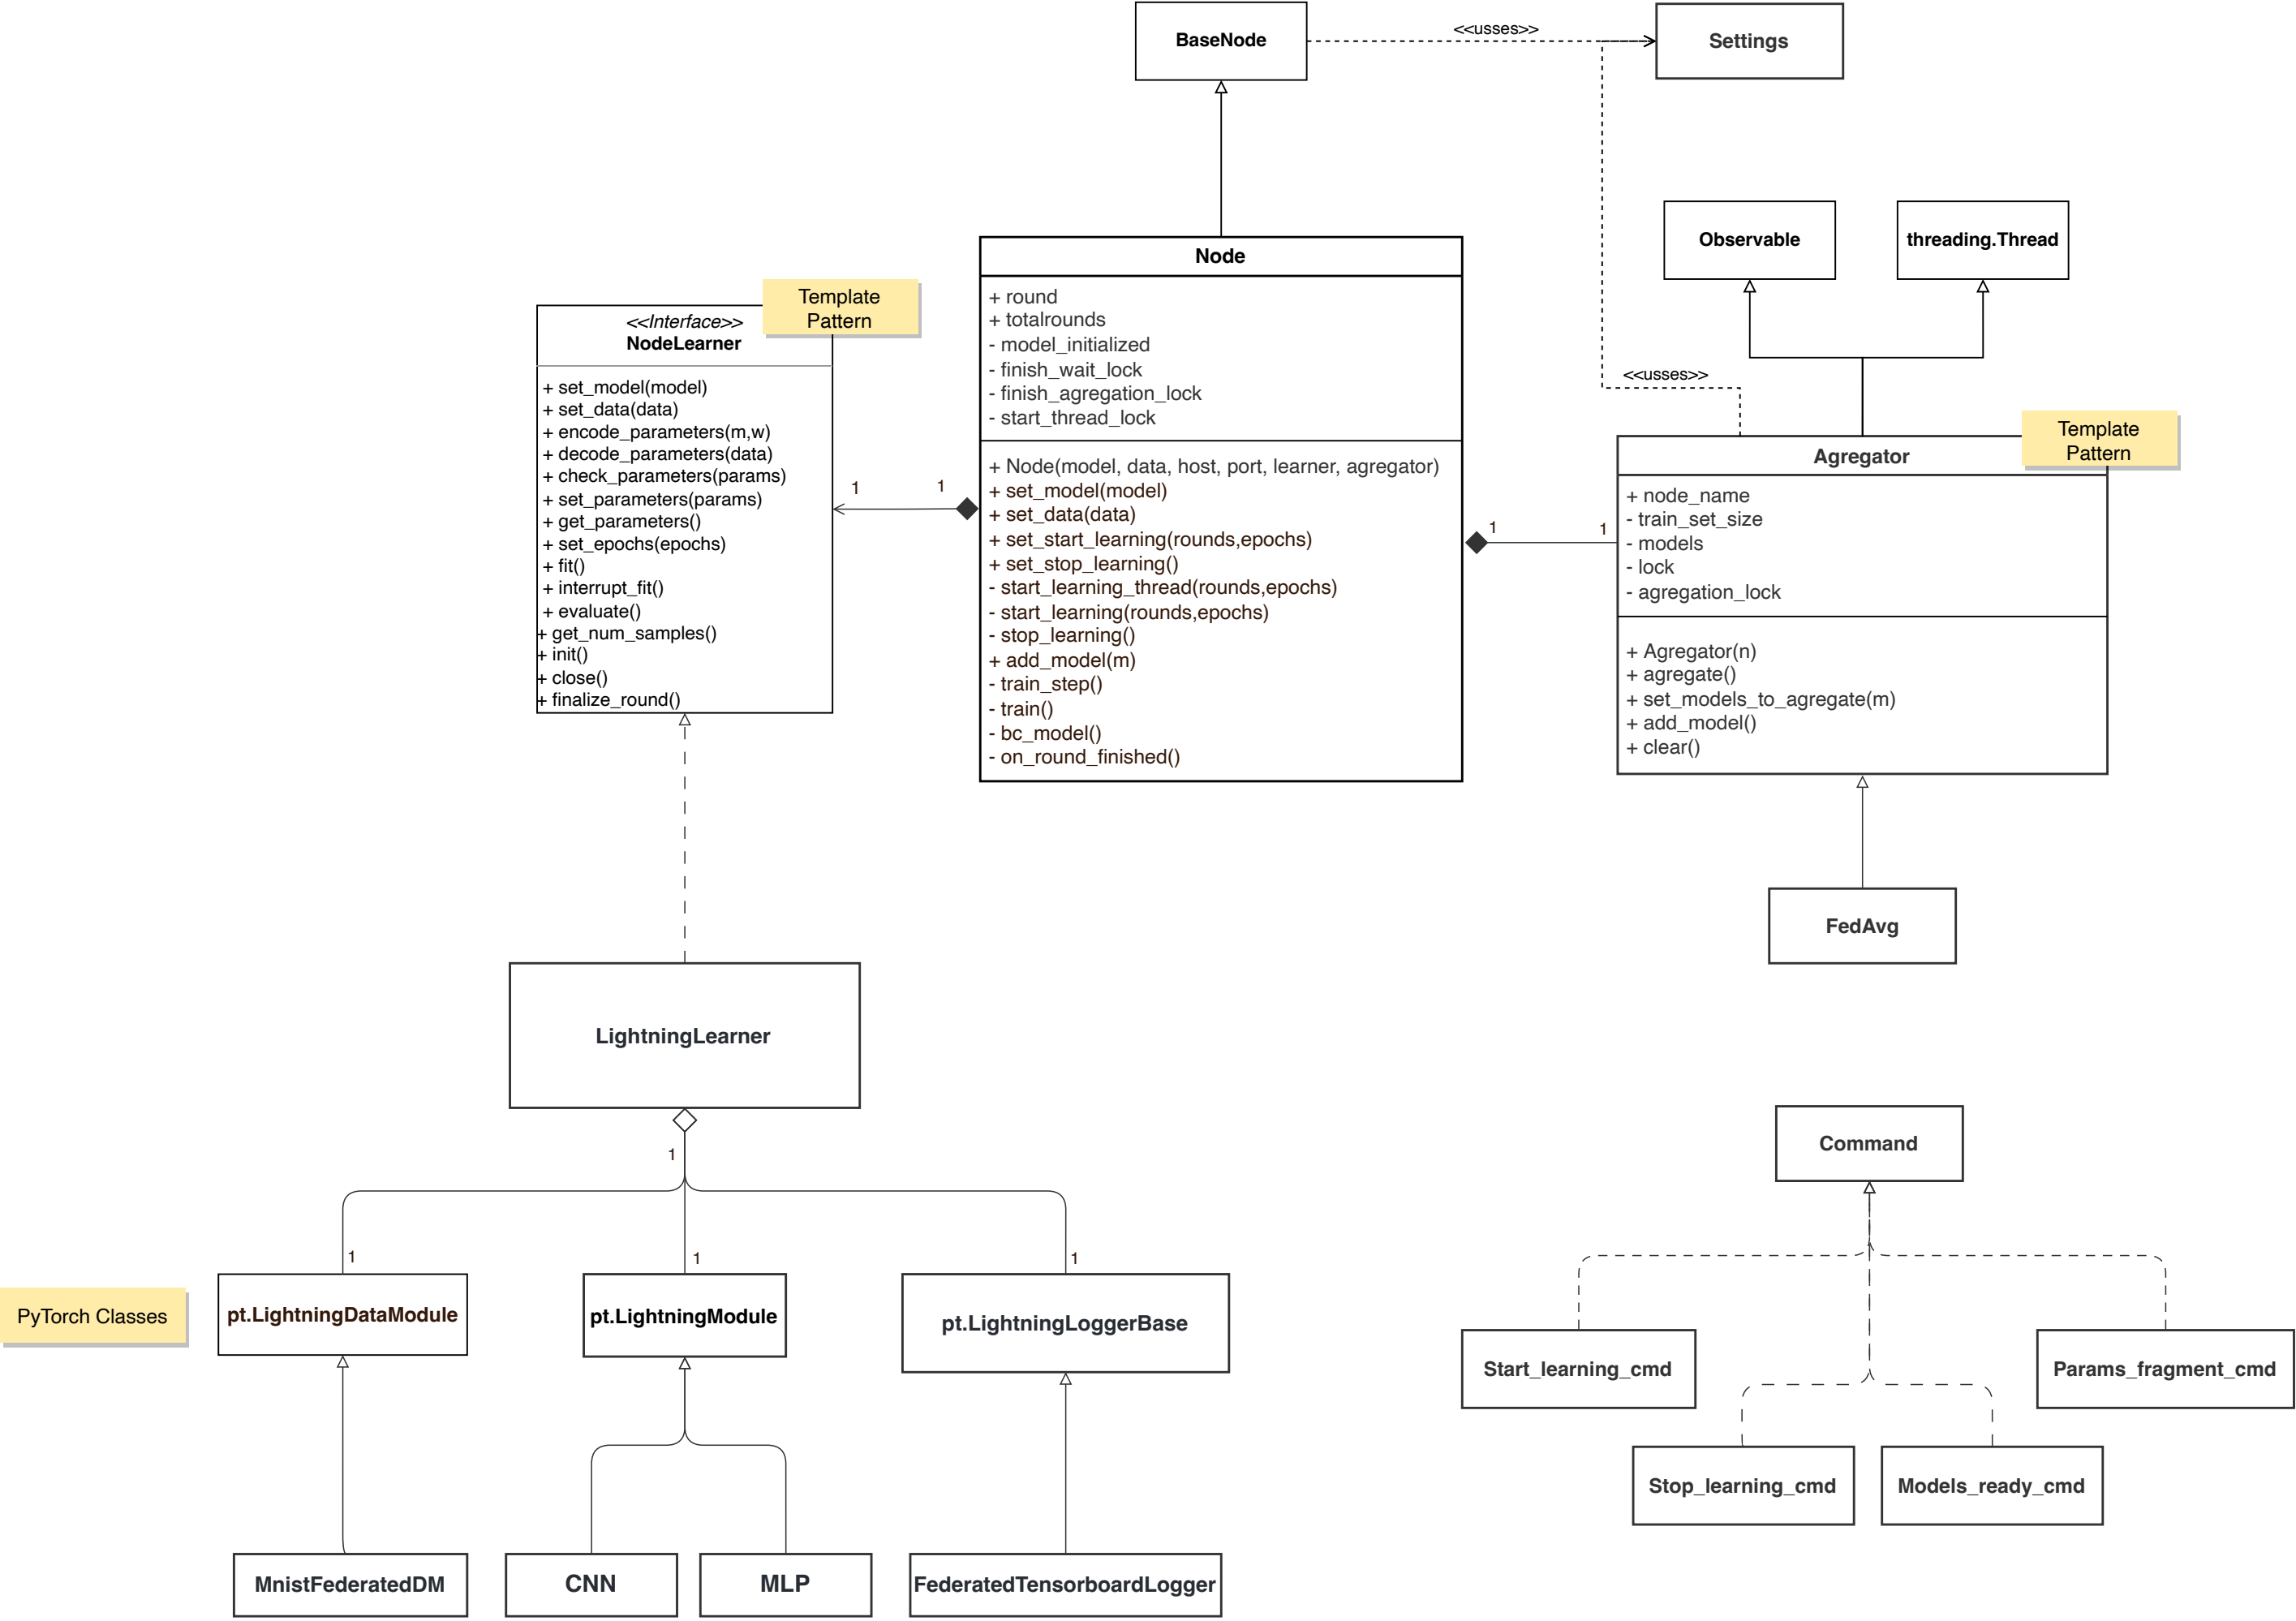 BaseNode
<<usses>>
Settings
Observable
threading.Thread
Node
+ round
+ totalrounds
- model_initialized
- finish_wait_lock
- finish_agregation_lock
- start_thread_lock
+ Node(model, data, host, port, learner, agregator)
+ set_model(model)
+ set_data(data)
+ set_start_learning(rounds,epochs)
+ set_stop_learning()
- start_learning_thread(rounds,epochs)
- start_learning(rounds,epochs)
- stop_learning()
+ add_model(m)
- train_step()
- train()
- bc_model()
- on_round_finished()
Template
Pattern
<<Interface>>
NodeLearner
+ set_model(model)
+ set_data(data)
+ encode_parameters(m,w)
+ decode_parameters(data)
+ check_parameters(params)
+ set_parameters(params)
+ get_parameters()
+ set_epochs(epochs)
+ fit()
+ interrupt_fit()
+ evaluate()
+ get_num_samples()
+ init()
+ close()
+ finalize_round()
1
1
1
1
<<usses>>
Template
Pattern
Agregator
+ node_name
- train_set_size
- models
- lock
- agregation_lock
+ Agregator(n)
+ agregate()
+ set_models_to_agregate(m)
+ add_model()
+ clear()
FedAvg
LightningLearner
1
1
1
1
PyTorch Classes
pt.LightningDataModule
pt.LightningModule
pt.LightningLoggerBase
MnistFederatedDM
CNN
MLP
FederatedTensorboardLogger
Command
Start_learning_cmd
Params_fragment_cmd
Stop_learning_cmd
Models_ready_cmd